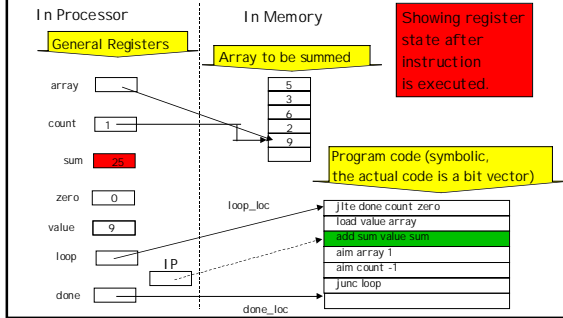 In Processor
In Memory
Showing register
state after
instruction
is executed.
General Registers
Array to be summed
array
5
3
6
2
9
count
1
sum
25
Program code (symbolic,
the actual code is a bit vector)
zero
0
value
9
loop
loop_loc
IP
jlte done count zero
load value array
add sum value sum
aim array 1
aim count -1
junc loop
done
done_loc